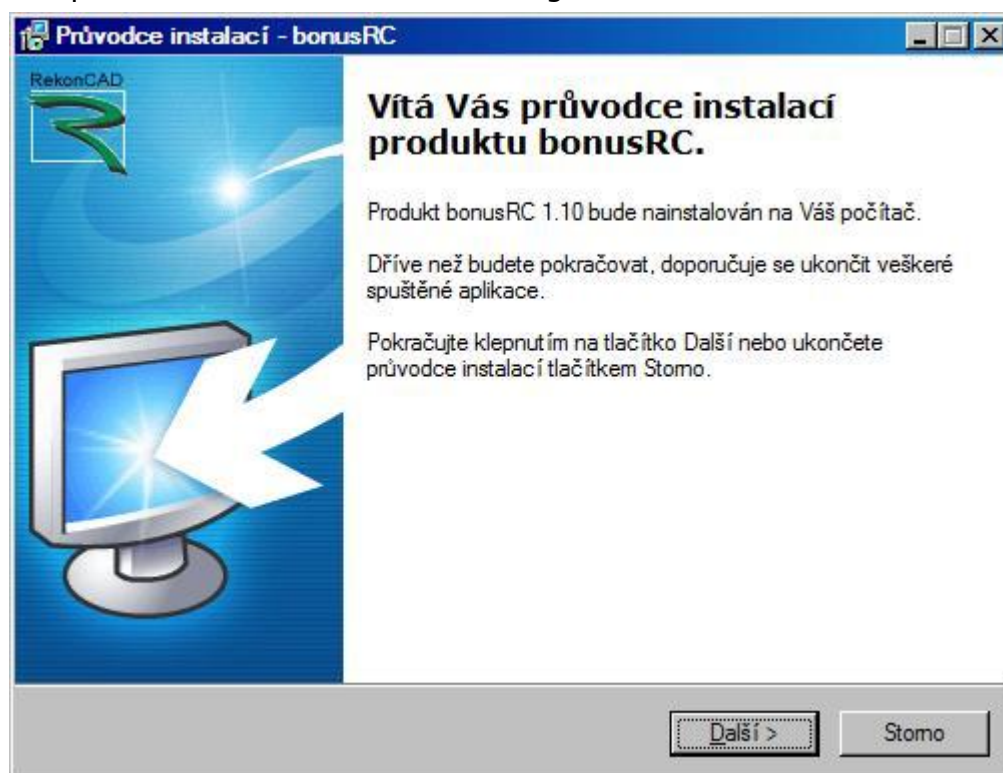 Průvodce instalací - bonusRC
RekonCAD
Vítá Vás průvodce instalací
produktu bonusRC.
Produkt bonusRC 1.10 bude nainstalován na Váš počítač.
Dříve než budete pokračovat, doporučuje se ukončit veškeré
spuštěné aplikace.
Pokračujte klepnutím na tlačítko Další nebo ukončete
průvodce instalací tlačítkem Storno.
Další >
Storno